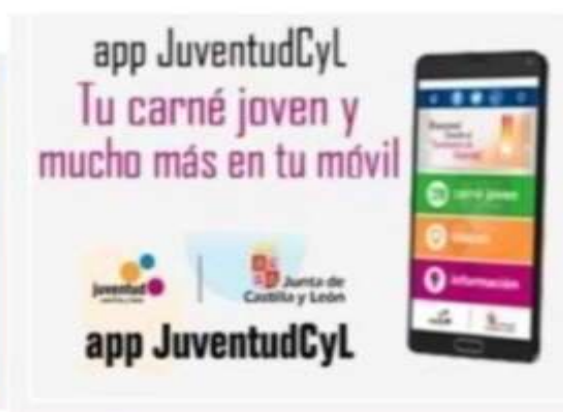 app JuventudCyL
Tu carné joven y
mucho más en tu móvil
carné joven
información
juventud
Junta de
Castilla y León
app JuventudCyL